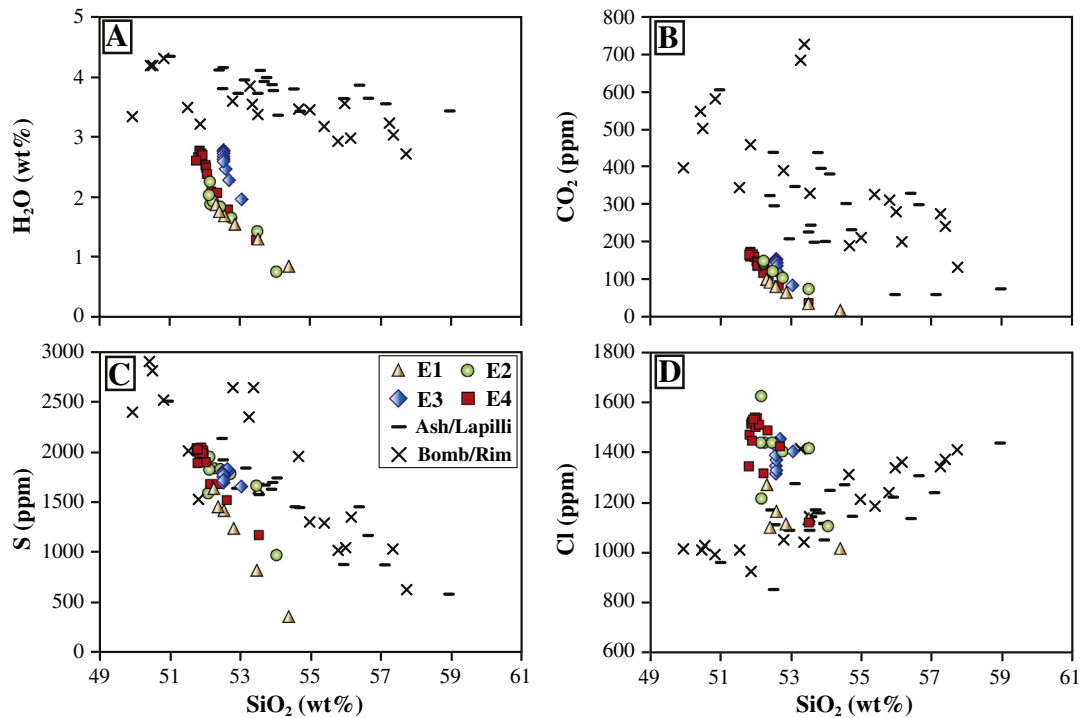 A
5
4
3
2
1
0
H₂O (wt%)
B
800
700
600
500
400
300
200
100
0
CO₂ (ppm)
C
3000
2500
2000
1500
1000
500
0
S (ppm)
E1 E2
E3 E4
Ash/Lapilli
Bomb/Rim
49 51 53 55 57 59 61
SiO₂ (wt%)
D
1800
1600
1400
1200
1000
800
600
Cl (ppm)
49 51 53 55 57 59 61
SiO₂ (wt%)